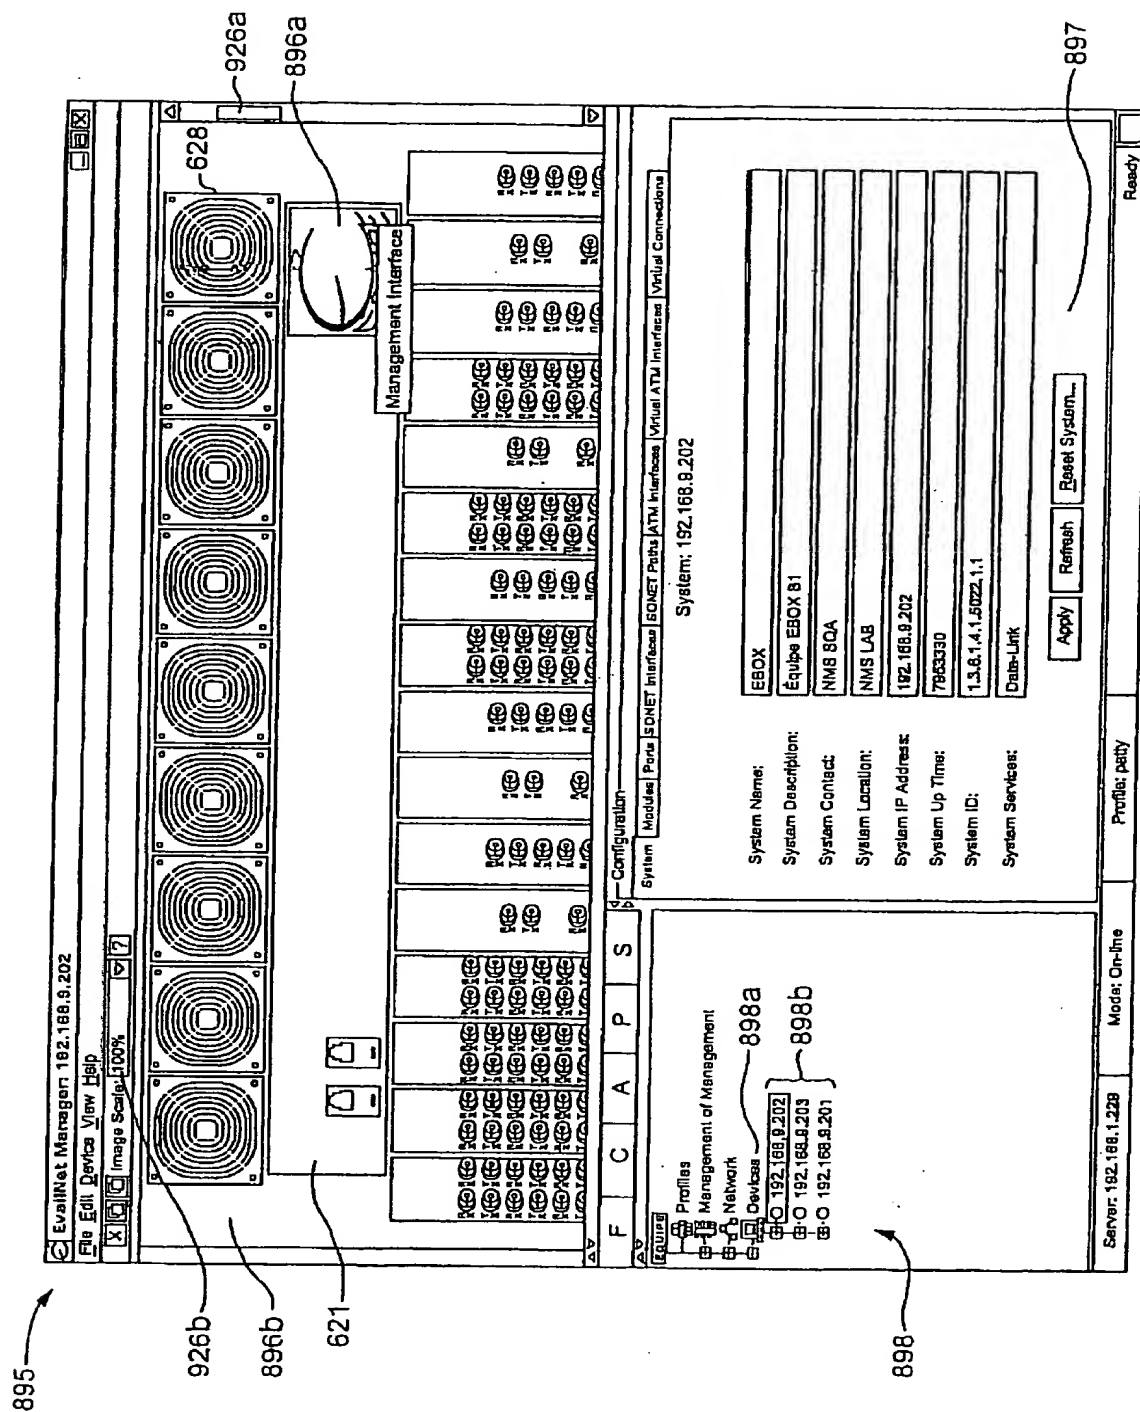 895
EvailNet Manager: 192.168.9.202
File Edit Device View Help
Image Scale: 100%
?
628
926a
896a
926b
896b
621
Management Interface
F C A P S
Configuration
System Modules Ports SONET Interfaces SONET Paths ATM Interfaces Virtual ATM Interfaces Virtual Connections
EQUIPE
Profiles
Management of Management
Network
Devices
192.168.9.202
192.168.9.203
192.168.9.201
898a
898b
898
System: 192.168.9.202
System Name: EBOX
System Description: Équipe EBOX 81
System Contact: NMS SQA
System Location: NMS LAB
System IP Address: 192.168.9.202
System Up Time: 7963330
System ID: 1.3.6.1.4.1.5022.1.1
System Services: Data-Link
Apply Refresh Reset System...
897
Server: 192.168.1.229 Mode: On-line Profile: patty Ready